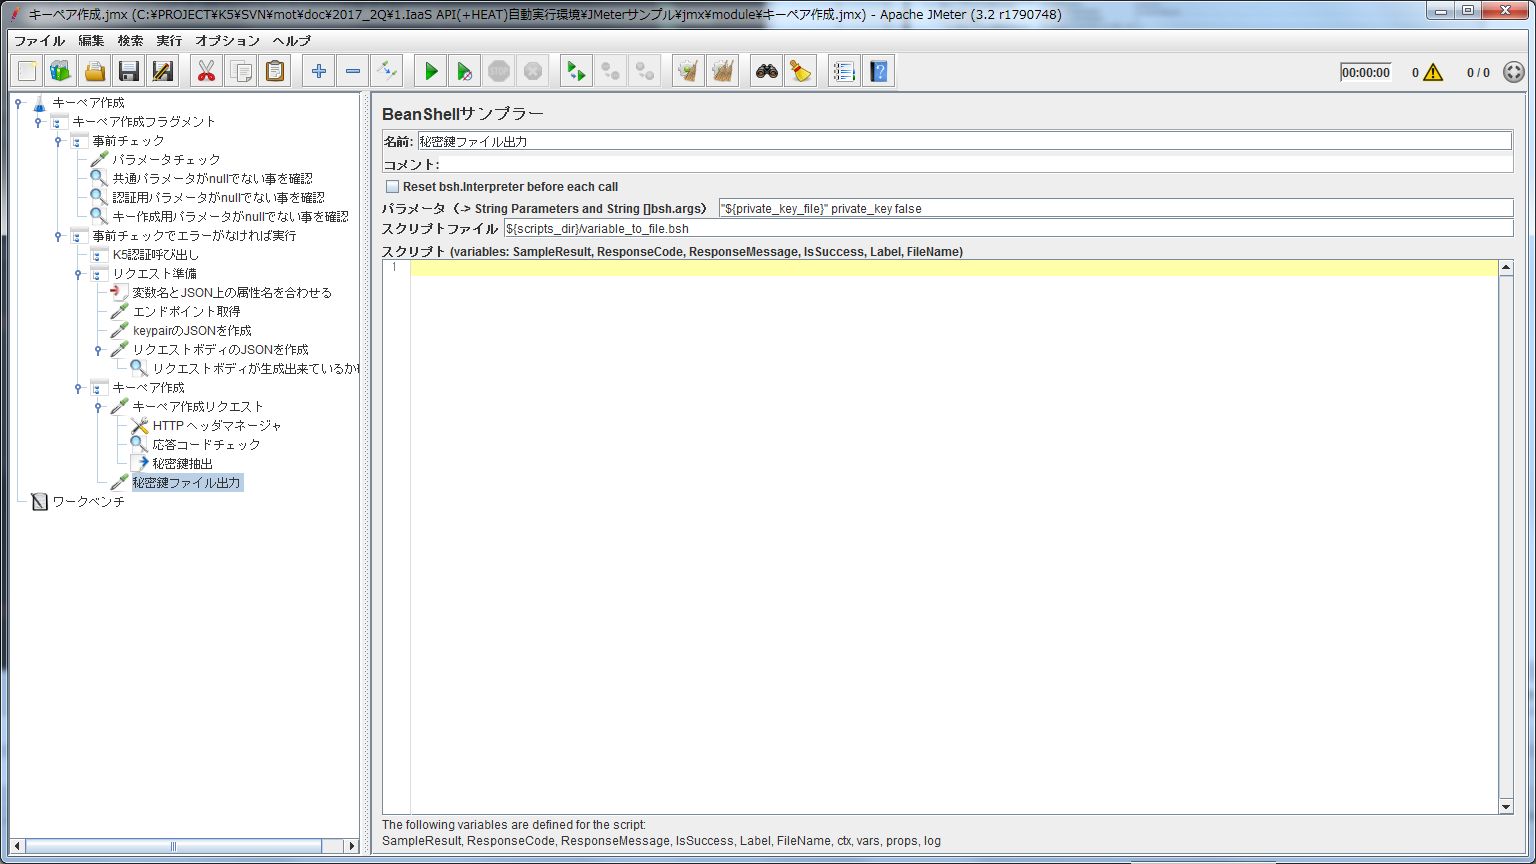 キーペア作成.jmx (C:¥PROJECT¥K5¥SVN¥mot¥doc¥2017_2Q¥1.IaaS API(+HEAT)自動実行環境¥JMeterサンプル¥jmx¥module¥キーペア作成.jmx) - Apache JMeter (3.2 r1790748)
ファイル 編集 検索 実行 オプション ヘルプ
STOP
00:00:00 0 0 / 0
キーペア作成
キーペア作成フラグメント
事前チェック
パラメータチェック
共通パラメータがnullでない事を確認
認証用パラメータがnullでない事を確認
キー作成用パラメータがnullでない事を確認
事前チェックでエラーがなければ実行
K5認証呼び出し
リクエスト準備
変数名とJSON上の属性名を合わせる
エンドポイント取得
keypairのJSONを作成
リクエストボディのJSONを作成
リクエストボディが生成出来ているか
キーペア作成
キーペア作成リクエスト
HTTP ヘッダマネージャ
応答コードチェック
秘密鍵抽出
秘密鍵ファイル出力
ワークベンチ
BeanShellサンプラー
名前: 秘密鍵ファイル出力
コメント:
Reset bsh.Interpreter before each call
パラメータ（-> String Parameters and String []bsh.args） "${private_key_file}" private_key false
スクリプトファイル ${scripts_dir}/variable_to_file.bsh
スクリプト (variables: SampleResult, ResponseCode, ResponseMessage, IsSuccess, Label, FileName)
1
The following variables are defined for the script:
SampleResult, ResponseCode, ResponseMessage, IsSuccess, Label, FileName, ctx, vars, props, log